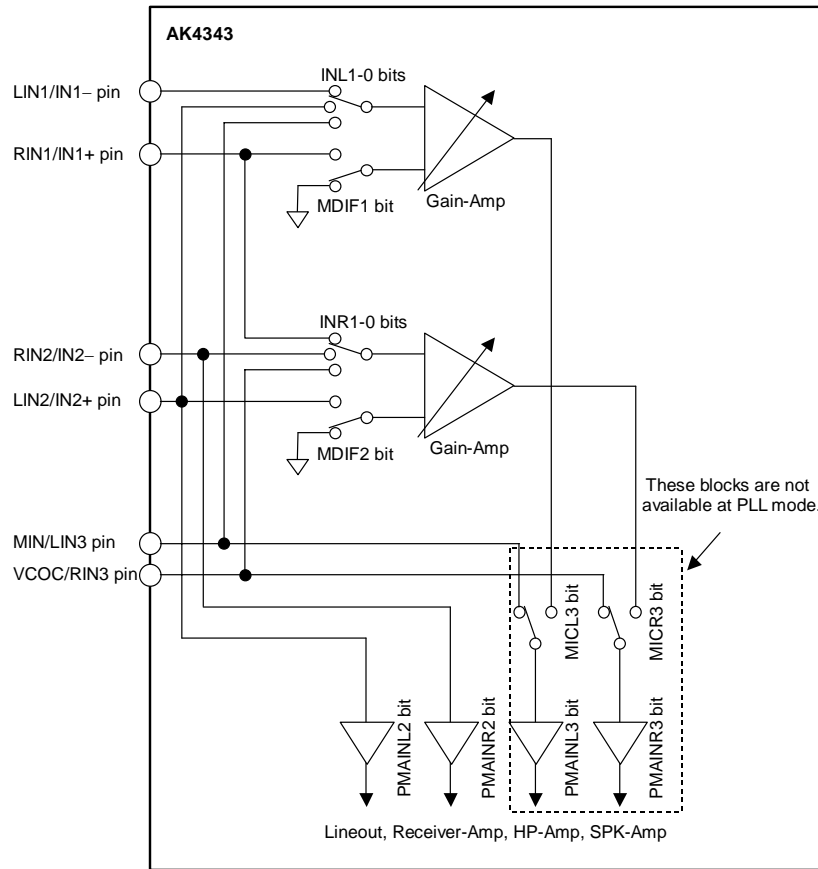 AK4343
INL1-0 bits
LIN1/IN1− pin
RIN1/IN1+ pin
MDIF1 bit
Gain-Amp
INR1-0 bits
RIN2/IN2− pin
LIN2/IN2+ pin
MDIF2 bit
Gain-Amp
These blocks are not
available at PLL mode.
MIN/LIN3 pin
VCOC/RIN3 pin
MICL3 bit
MICR3 bit
PMAINL2 bit
PMAINR2 bit
PMAINL3 bit
PMAINR3 bit
Lineout, Receiver-Amp, HP-Amp, SPK-Amp